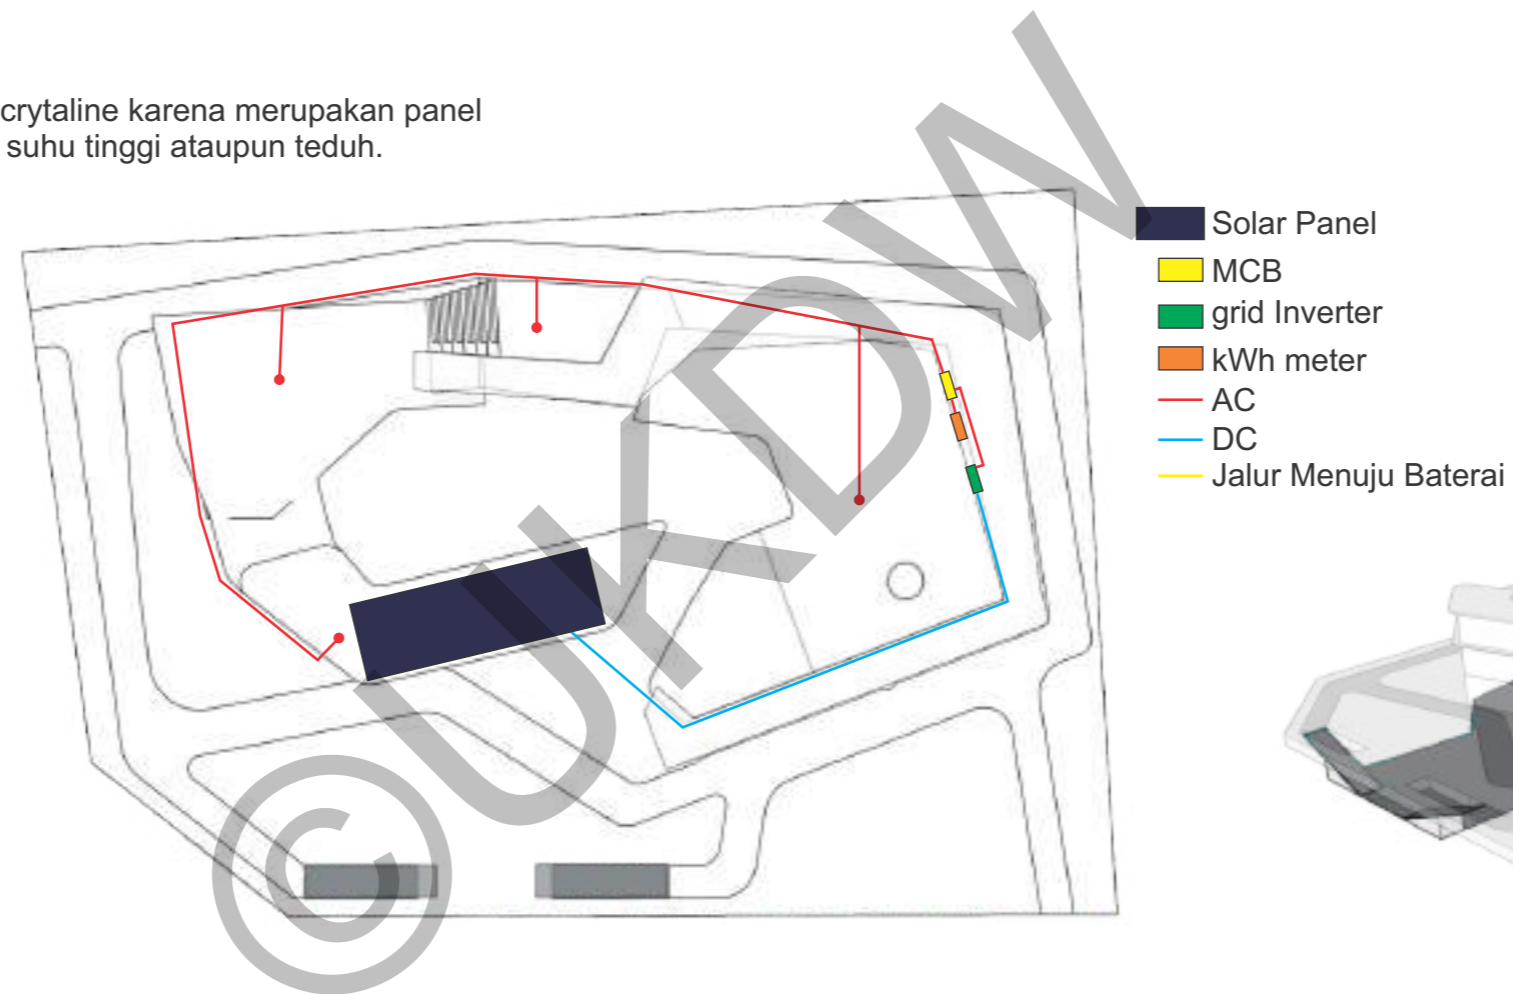 crytaline karena merupakan panel
suhu tinggi ataupun teduh.
Solar Panel
MCB
grid Inverter
kWh meter
AC
DC
Jalur Menuju Baterai
©UKDW